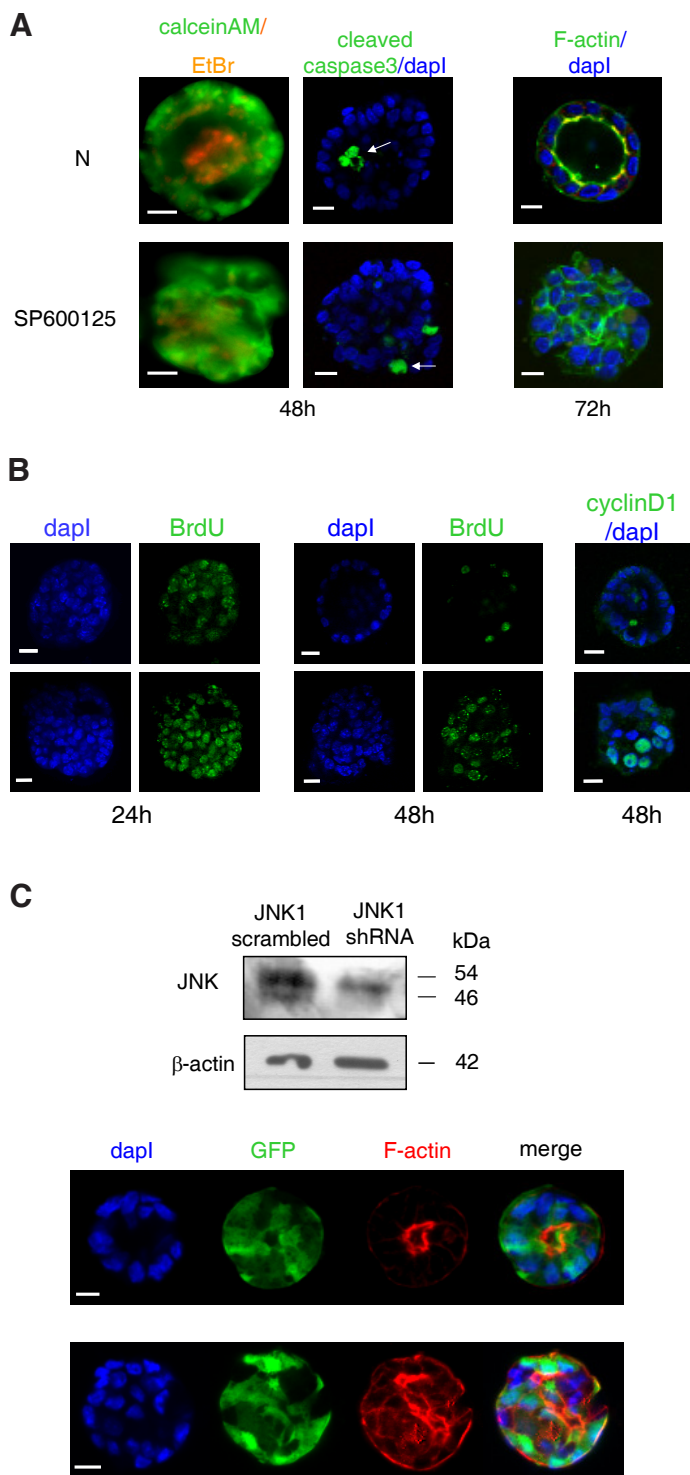 A
calceinAM/
EtBr
cleaved
caspase3/dapI
F-actin/
dapI
N
SP600125
48h
72h
B
dapI
BrdU
dapI
BrdU
cyclinD1
/dapI
24h
48h
48h
C
JNK1
scrambled
JNK1
shRNA
kDa
JNK
54
46
β-actin
42
dapI
GFP
F-actin
merge